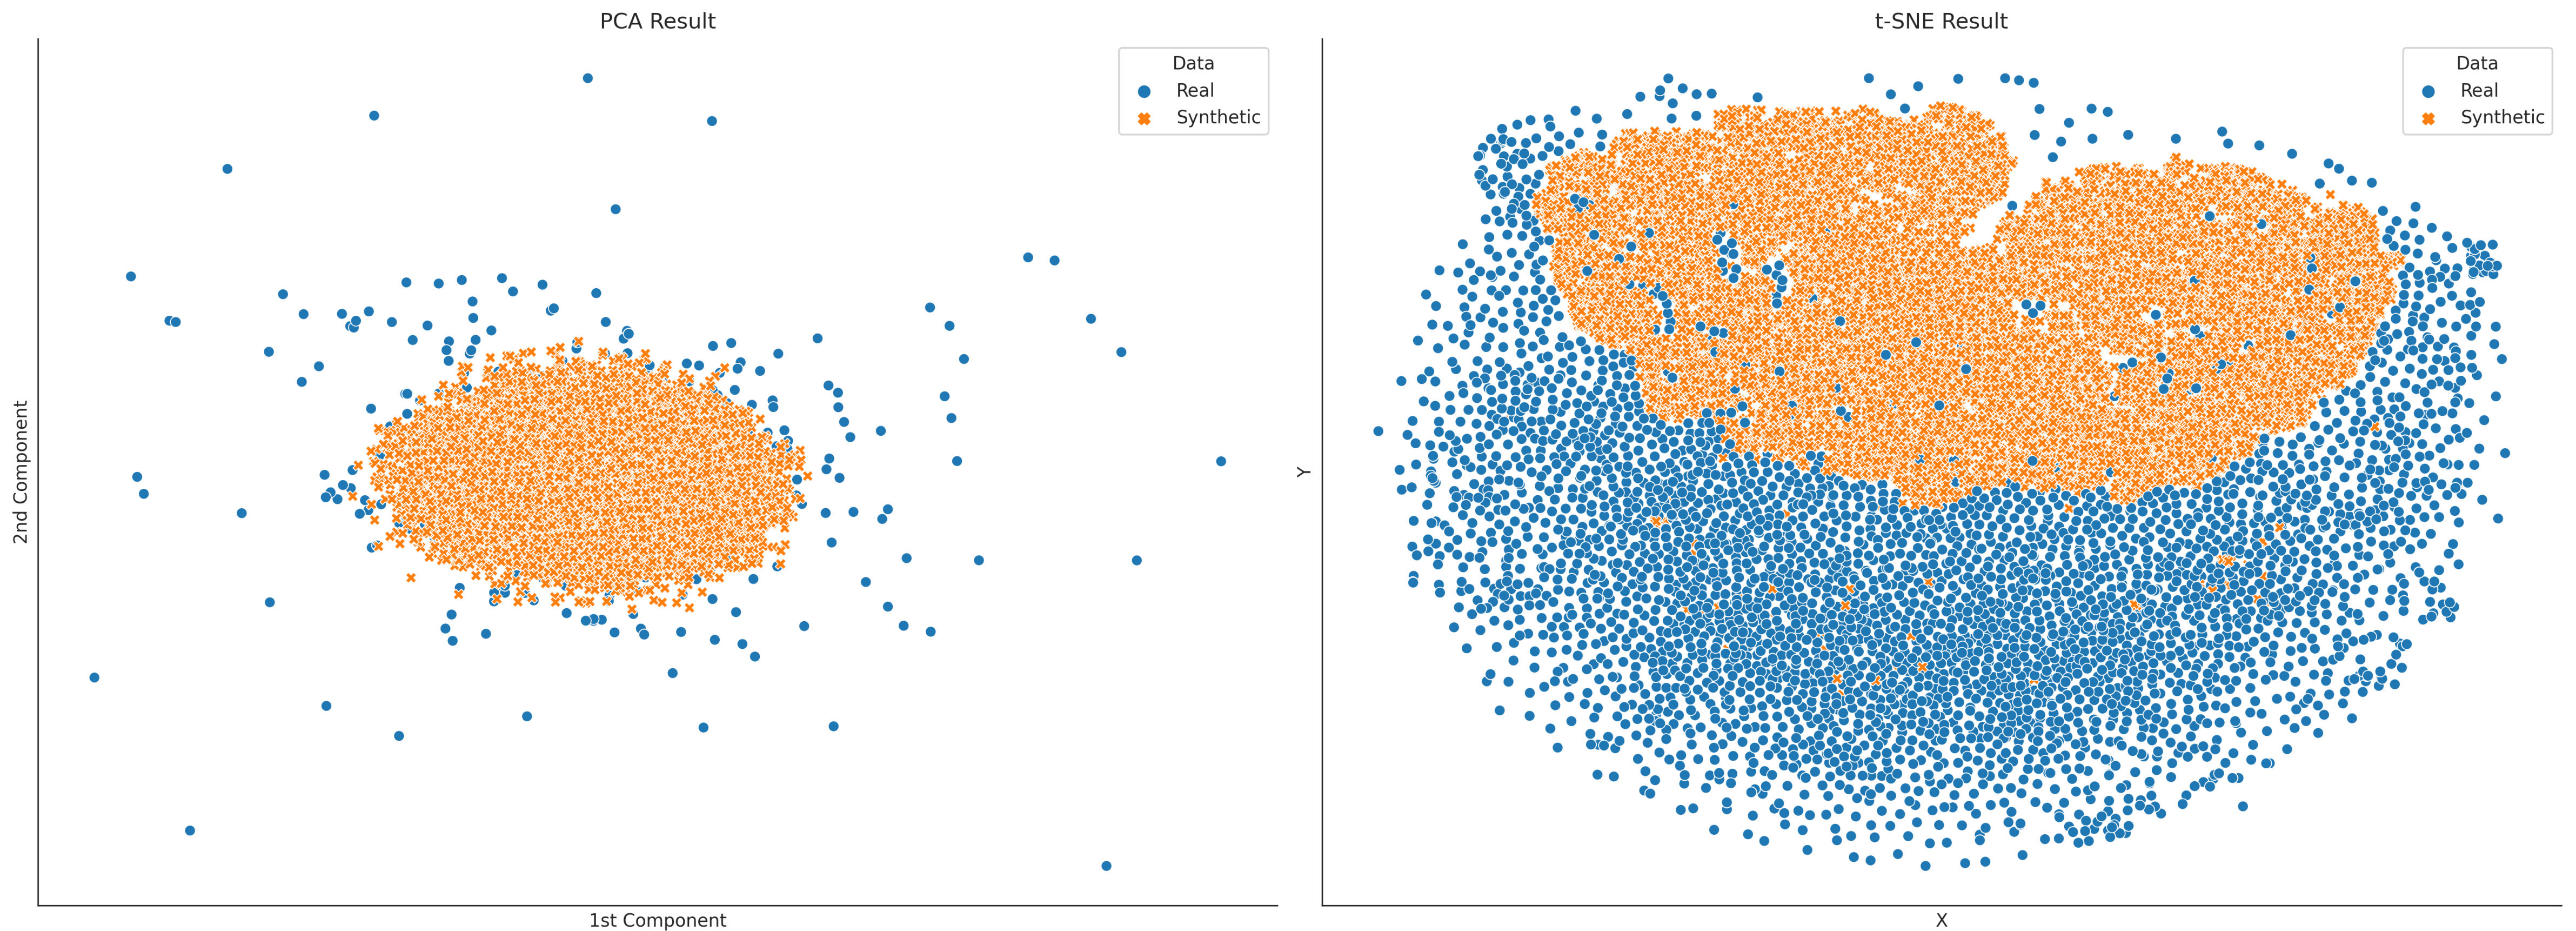 PCA Result
Data
Real
Synthetic
2nd Component
1st Component
t-SNE Result
Data
Real
Synthetic
Y
X